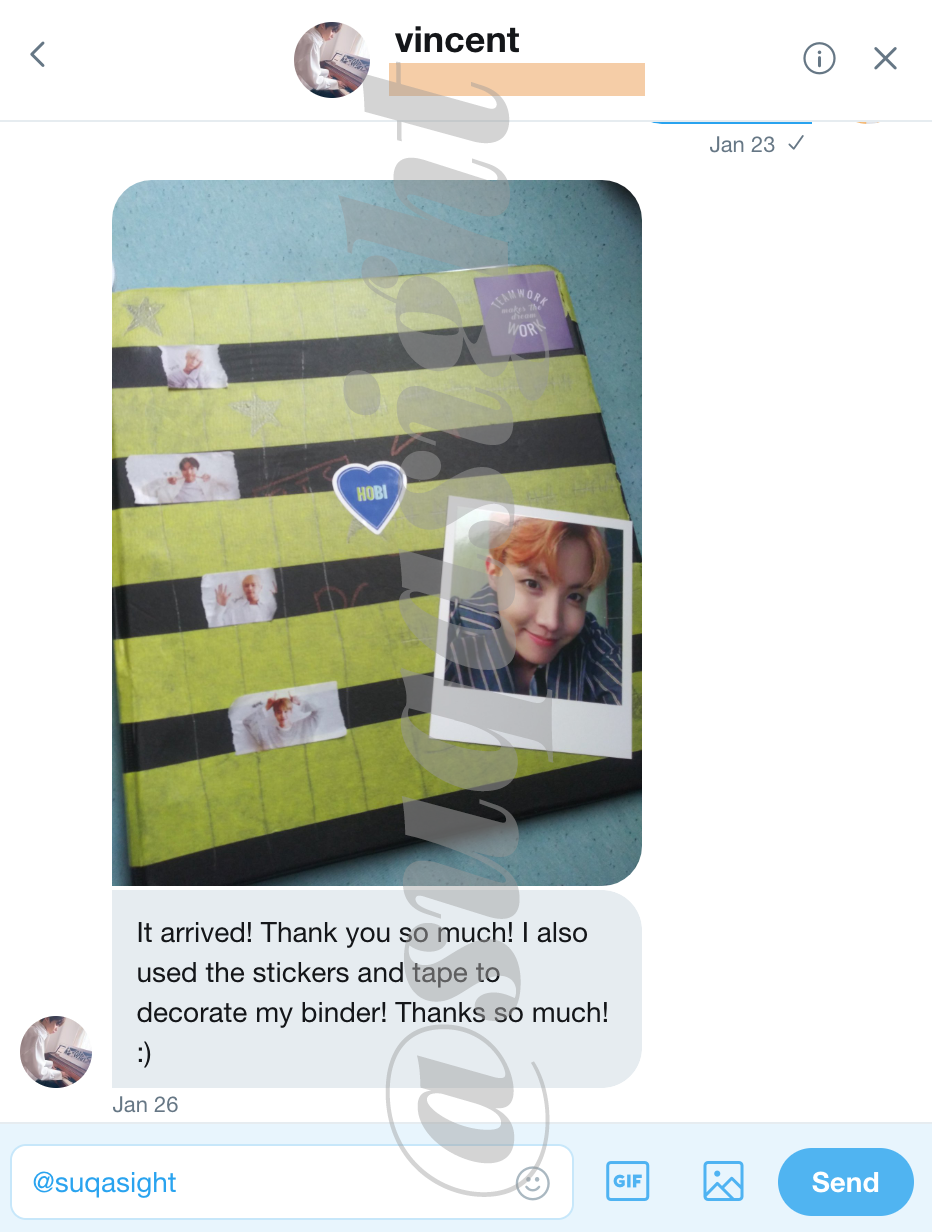 vincent
Jan 23 ✓
TEAMWORK
makes the
dream
WORK
HOBI
It arrived! Thank you so much! I also
used the stickers and tape to
decorate my binder! Thanks so much!
:)
Jan 26
@suqasight
GIF
Send
@suqasight